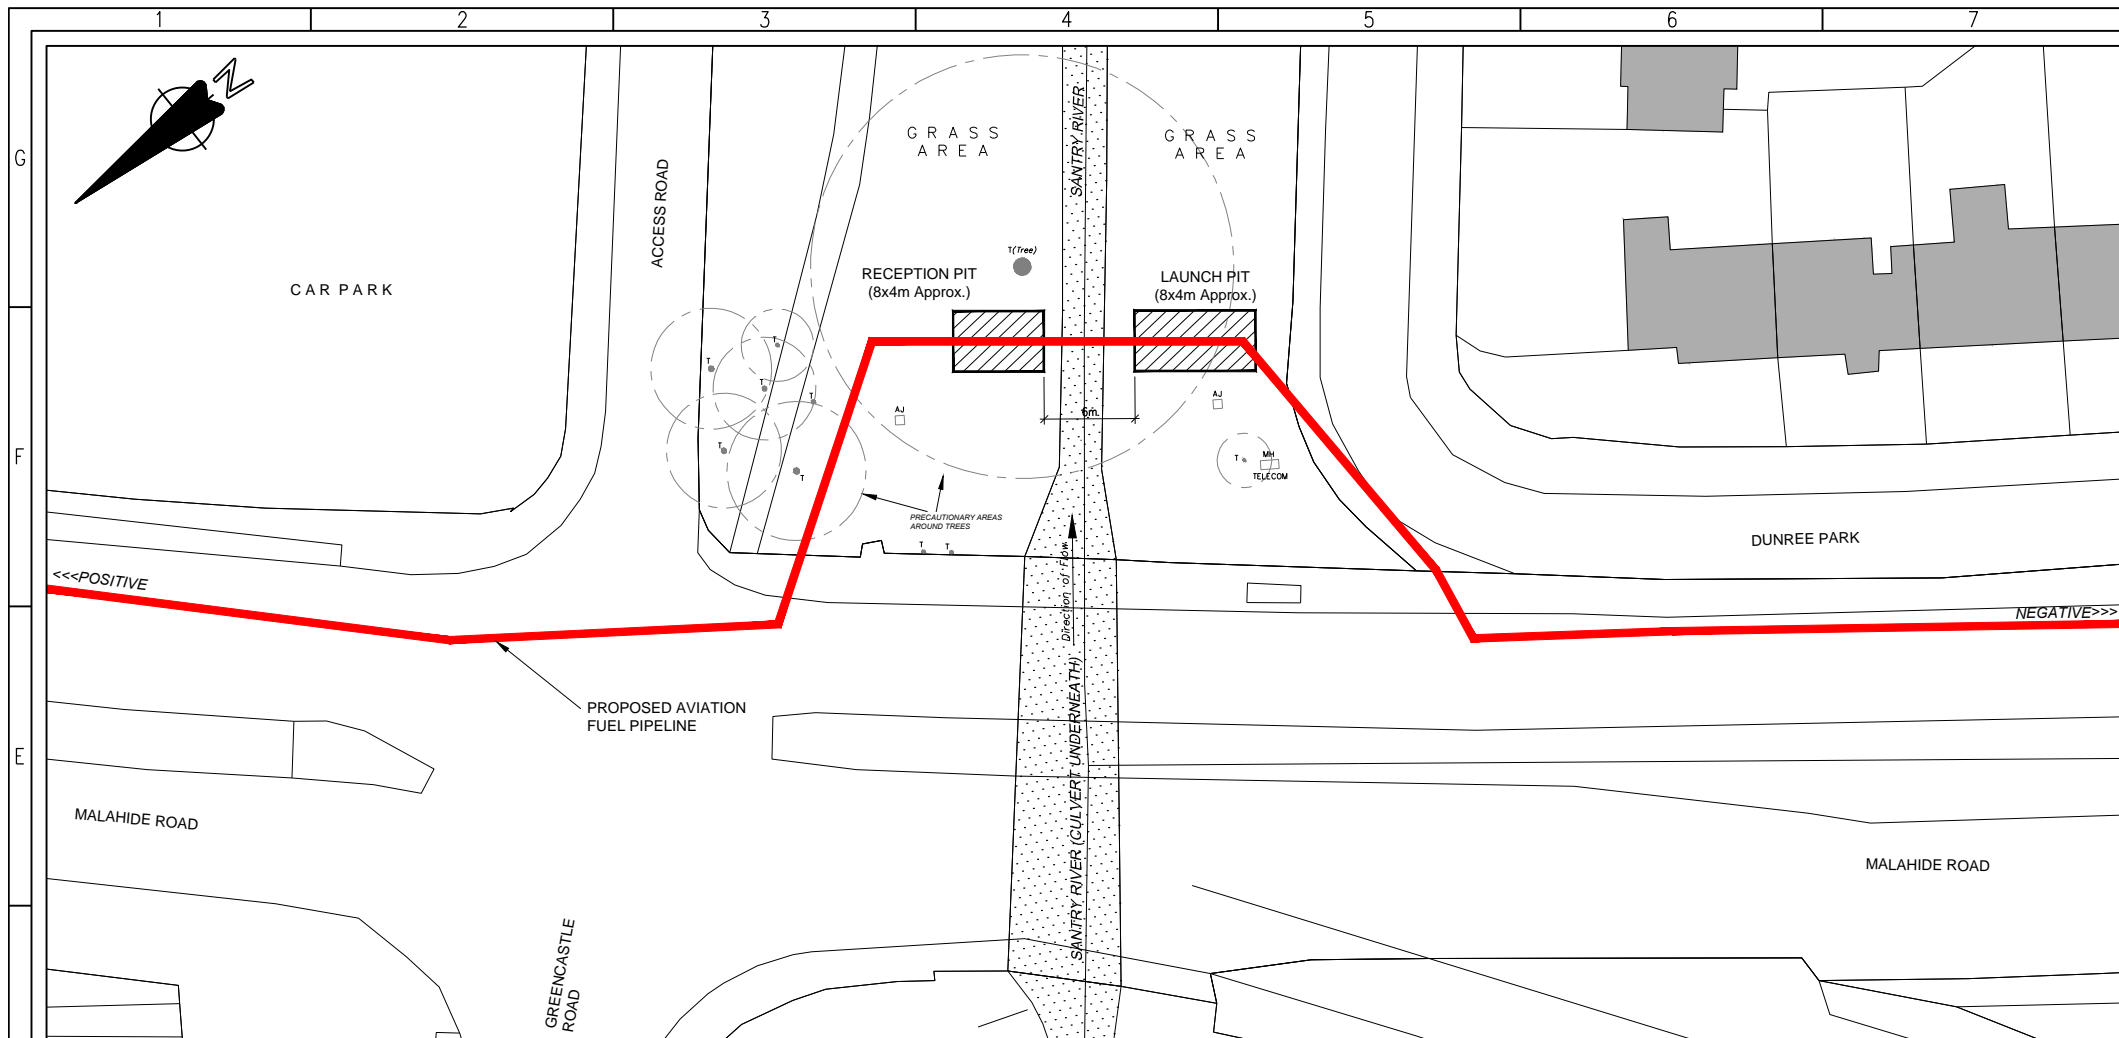 1 2 3 4 5 6 7
G
F
E
N
CAR PARK
ACCESS ROAD
GRASS
AREA
SANTRY RIVER
GRASS
AREA
T(Tree)
RECEPTION PIT
(8x4m Approx.)
LAUNCH PIT
(8x4m Approx.)
T
T
T
T
T
T
AJ
AJ
6m.
T
MH
TELECOM
PRECAUTIONARY AREAS
AROUND TREES
T
T
Direction of Flow
DUNREE PARK
<<<POSITIVE
NEGATIVE>>>
PROPOSED AVIATION
FUEL PIPELINE
SANTRY RIVER (CULVERT UNDERNEATH)
MALAHIDE ROAD
MALAHIDE ROAD
GREENCASTLE
ROAD